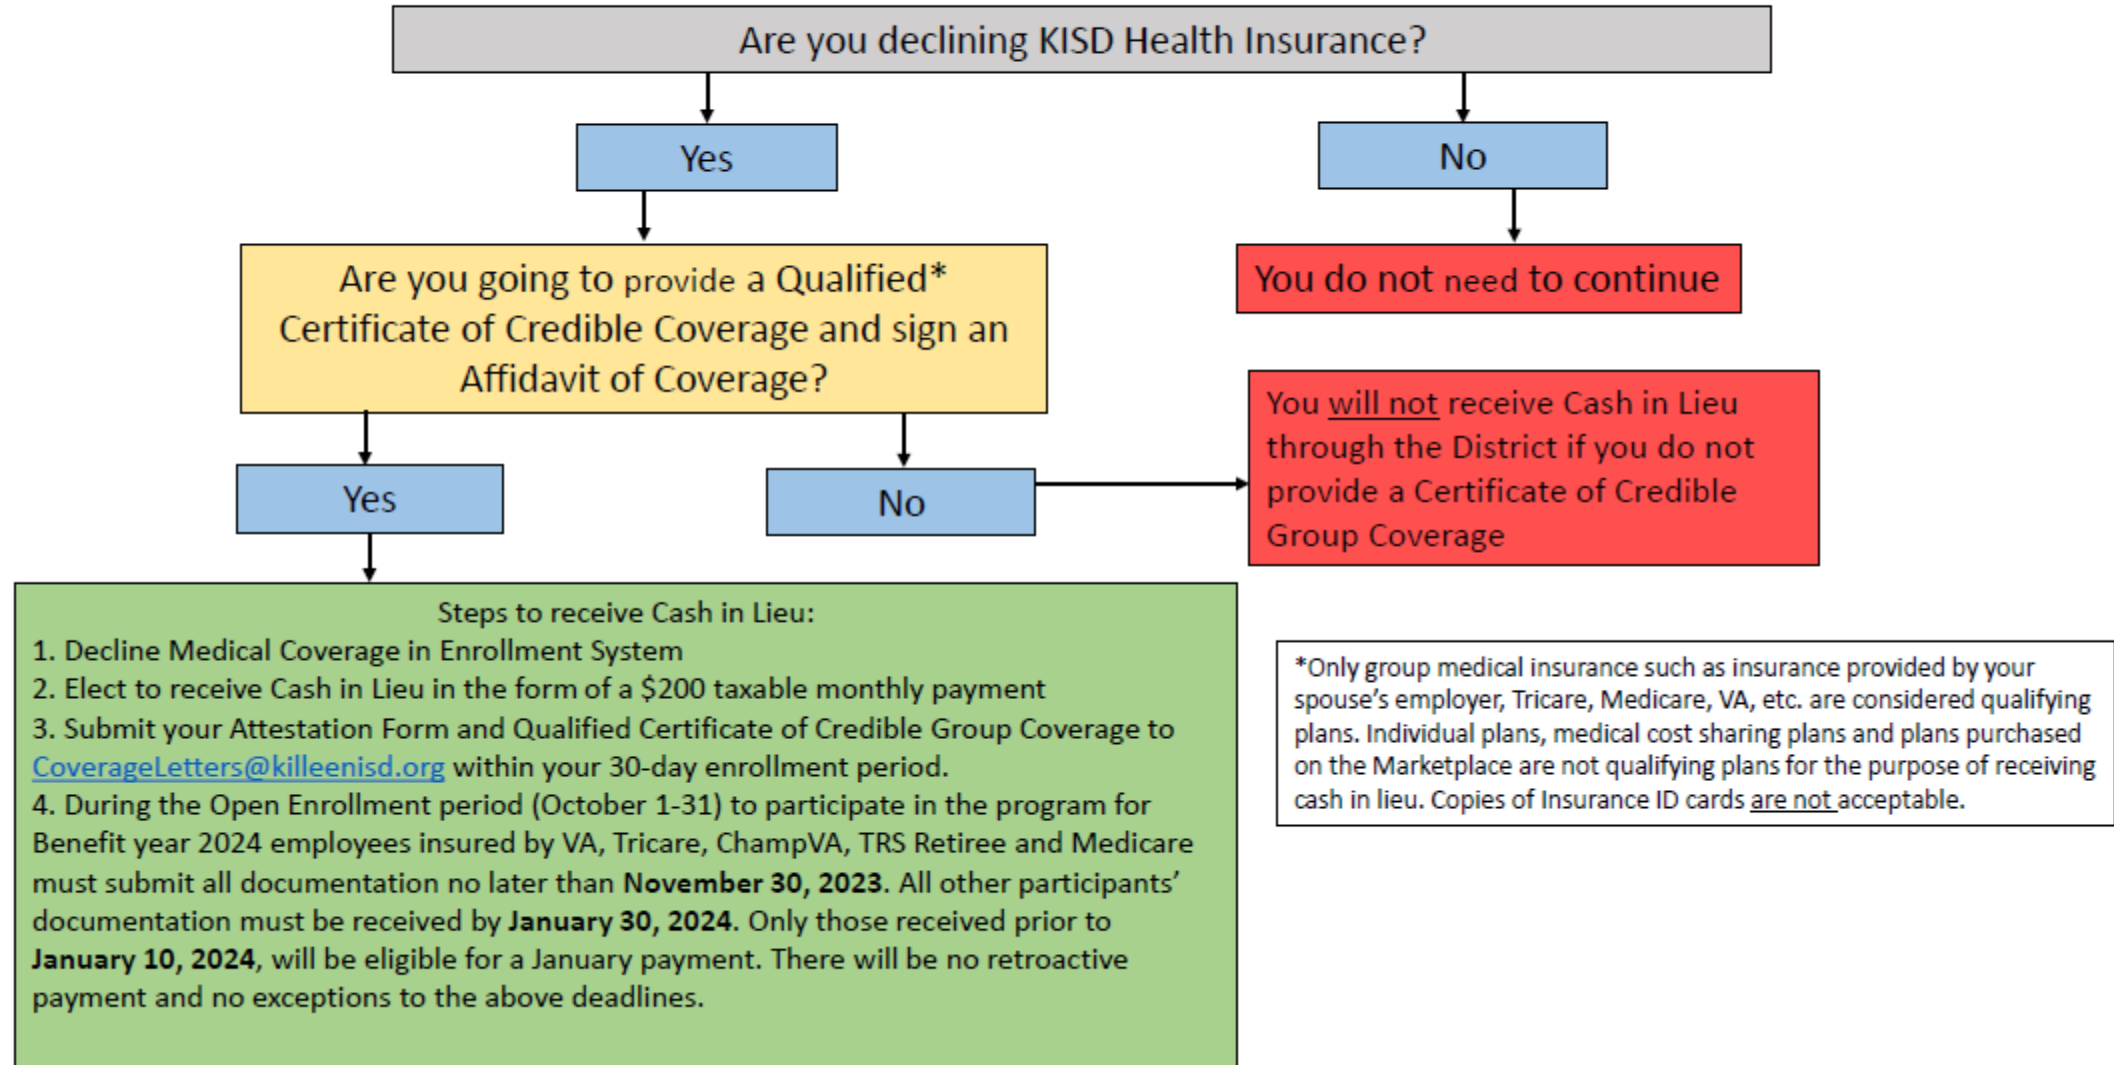 Are you declining KISD Health Insurance?
Yes
No
Are you going to provide a Qualified*
Certificate of Credible Coverage and sign an
Affidavit of Coverage?
You do not need to continue
Yes
No
You will not receive Cash in Lieu
through the District if you do not
provide a Certificate of Credible
Group Coverage
Steps to receive Cash in Lieu:
1. Decline Medical Coverage in Enrollment System
2. Elect to receive Cash in Lieu in the form of a $200 taxable monthly payment
3. Submit your Attestation Form and Qualified Certificate of Credible Group Coverage to
CoverageLetters@killeenisd.org within your 30-day enrollment period.
4. During the Open Enrollment period (October 1-31) to participate in the program for
Benefit year 2024 employees insured by VA, Tricare, ChampVA, TRS Retiree and Medicare
must submit all documentation no later than November 30, 2023. All other participants’
documentation must be received by January 30, 2024. Only those received prior to
January 10, 2024, will be eligible for a January payment. There will be no retroactive
payment and no exceptions to the above deadlines.
*Only group medical insurance such as insurance provided by your
spouse’s employer, Tricare, Medicare, VA, etc. are considered qualifying
plans. Individual plans, medical cost sharing plans and plans purchased
on the Marketplace are not qualifying plans for the purpose of receiving
cash in lieu. Copies of Insurance ID cards are not acceptable.